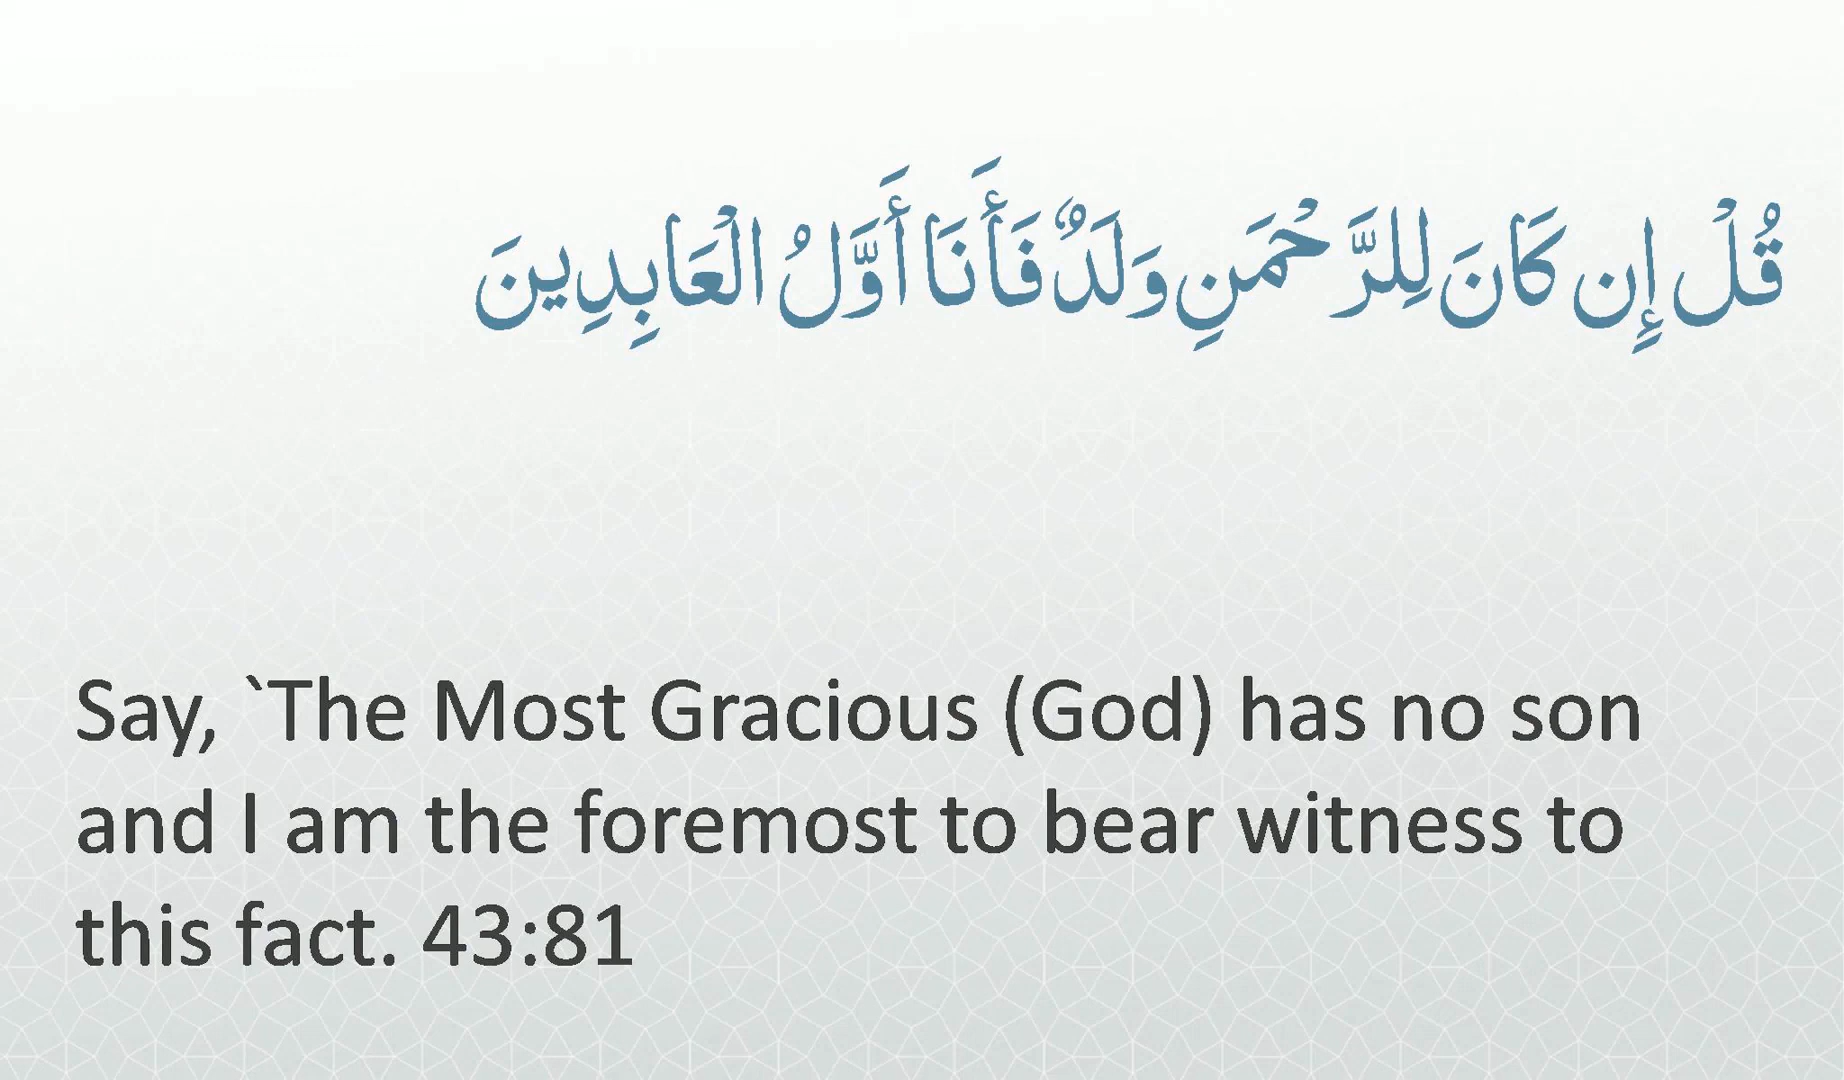 قُلْ إِن كَانَ لِلرَّحْمَنِ وَلَدٌ فَأَنَا أَوَّلُ الْعَابِدِينَ
Say, `The Most Gracious (God) has no son
and I am the foremost to bear witness to
this fact. 43:81